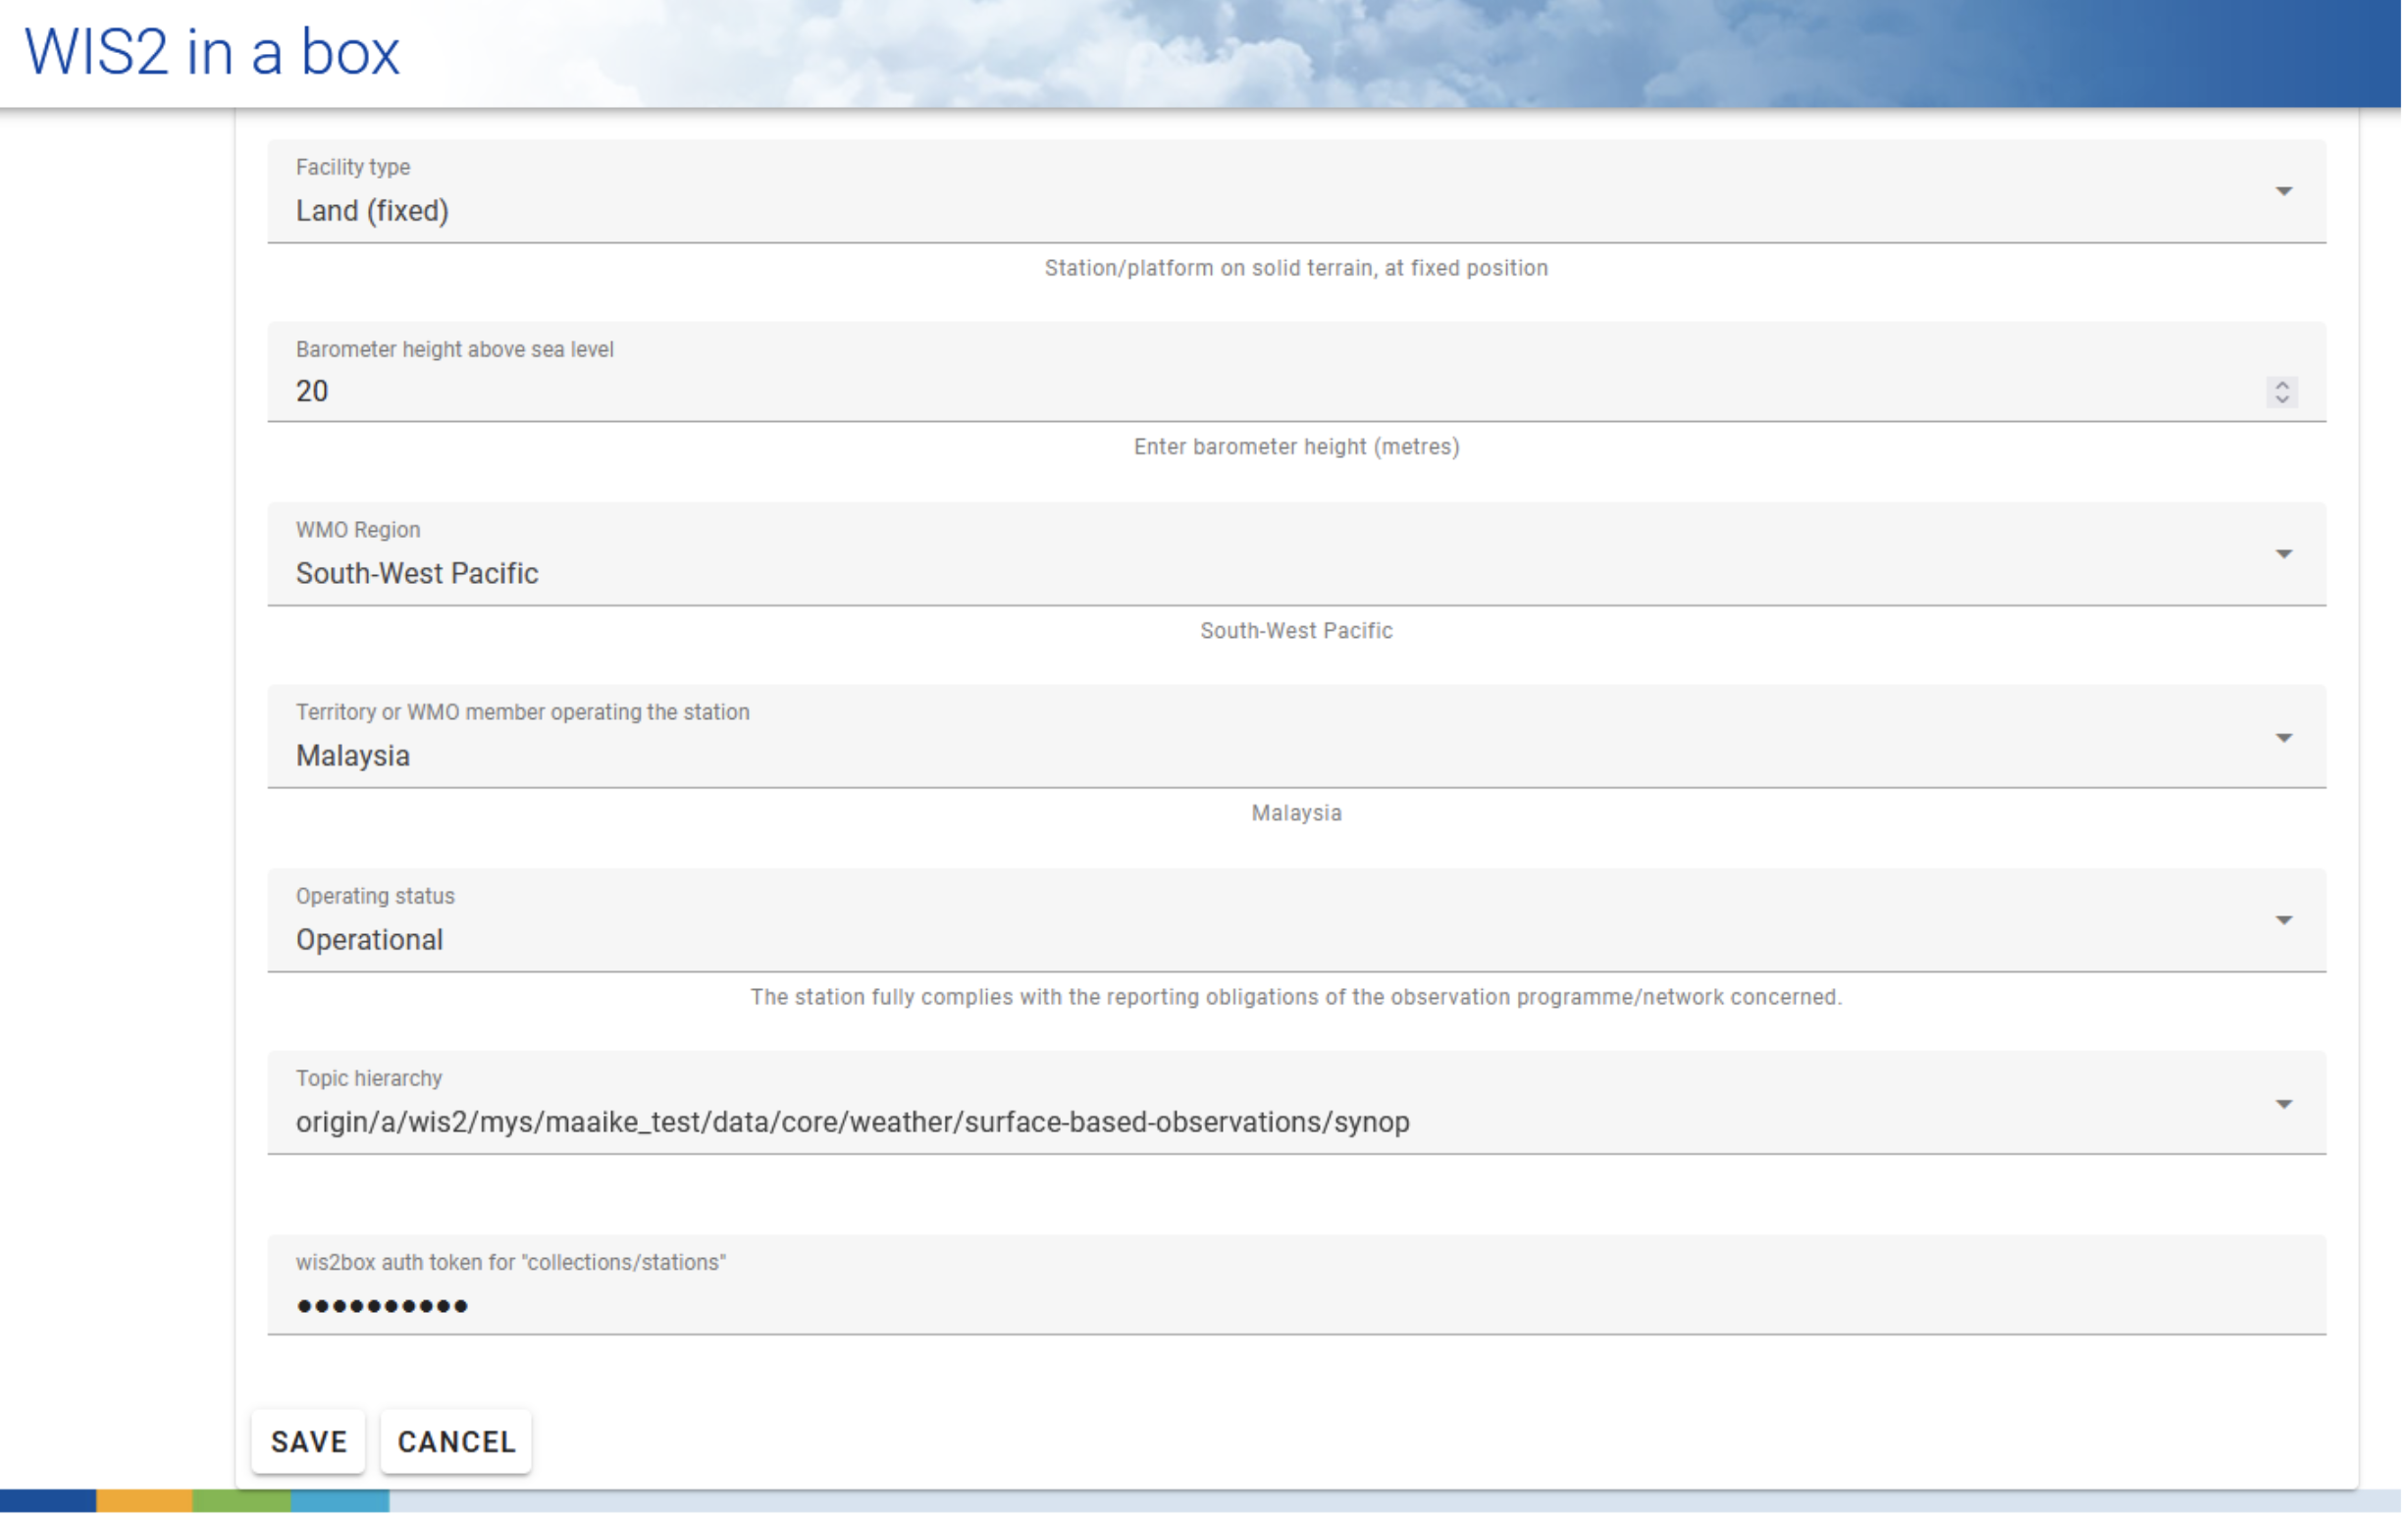 WIS2 in a box
Facility type
Land (fixed)
Station/platform on solid terrain, at fixed position
Barometer height above sea level
20
Enter barometer height (metres)
WMO Region
South-West Pacific
South-West Pacific
Territory or WMO member operating the station
Malaysia
Malaysia
Operating status
Operational
The station fully complies with the reporting obligations of the observation programme/network concerned.
Topic hierarchy
origin/a/wis2/mys/maaike_test/data/core/weather/surface-based-observations/synop
wis2box auth token for "collections/stations"
••••••••••
SAVE CANCEL